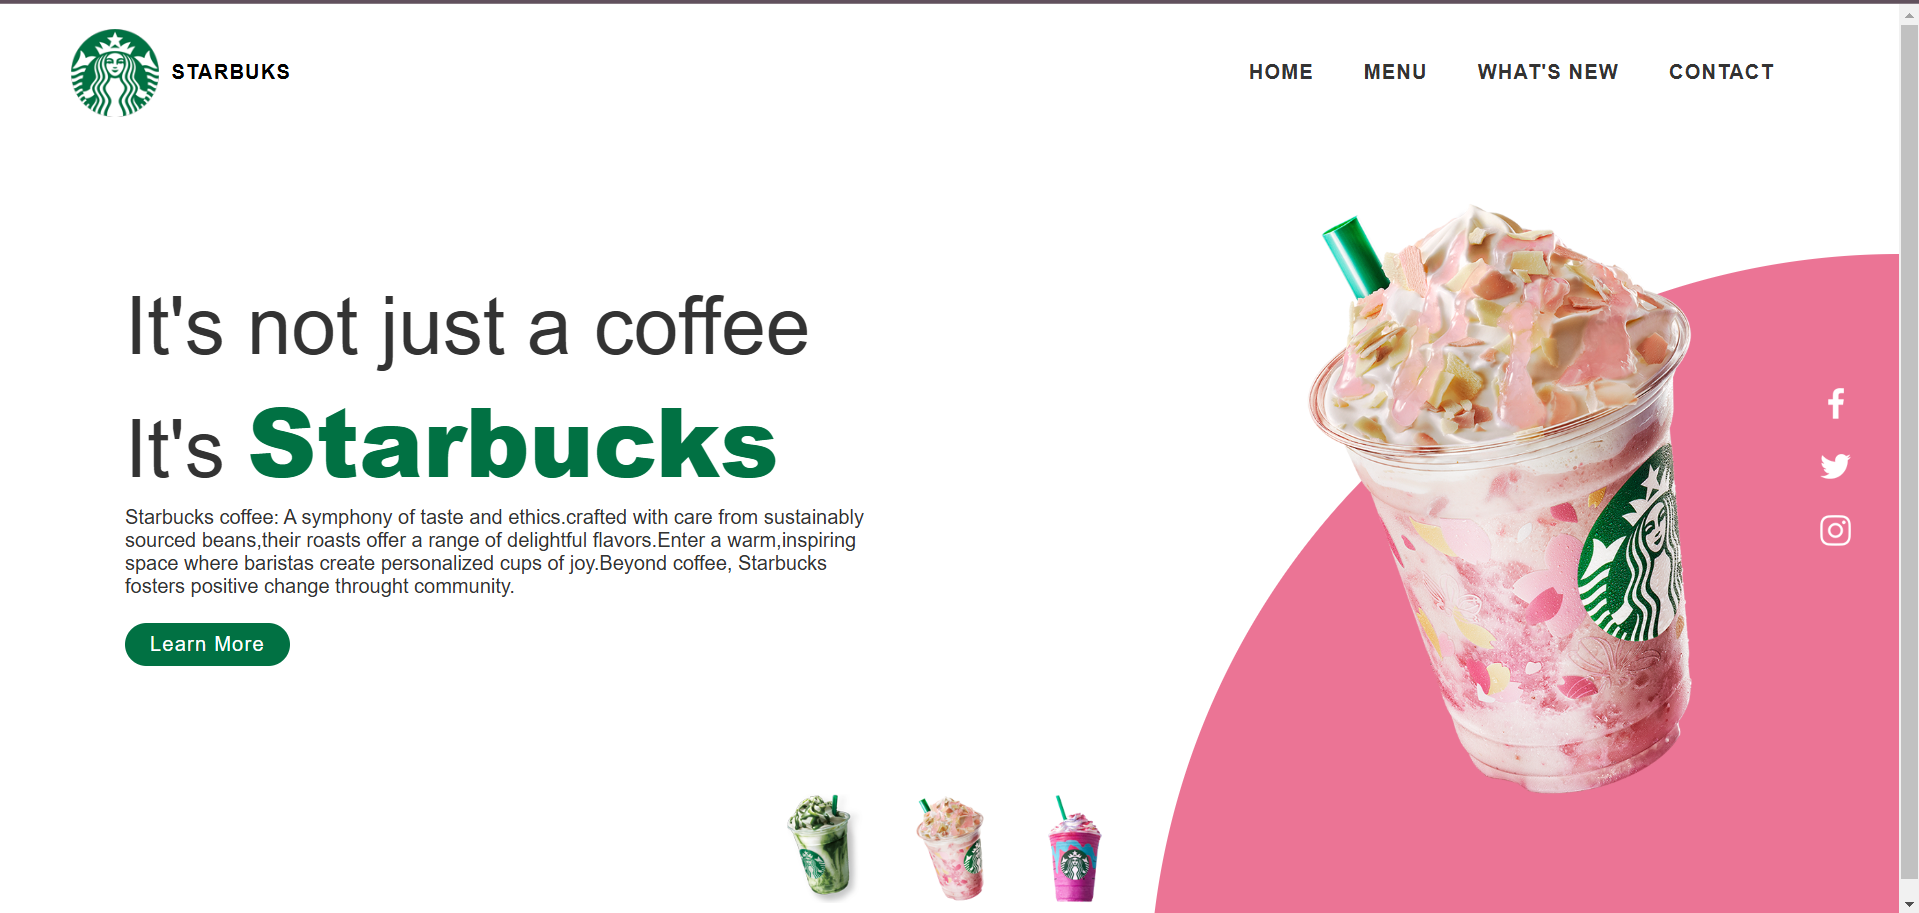 STARBUKS
HOME
MENU
WHAT'S NEW
CONTACT
It's not just a coffee
It's Starbucks
Starbucks coffee: A symphony of taste and ethics.crafted with care from sustainably
sourced beans,their roasts offer a range of delightful flavors.Enter a warm,inspiring
space where baristas create personalized cups of joy.Beyond coffee, Starbucks
fosters positive change throught community.
Learn More